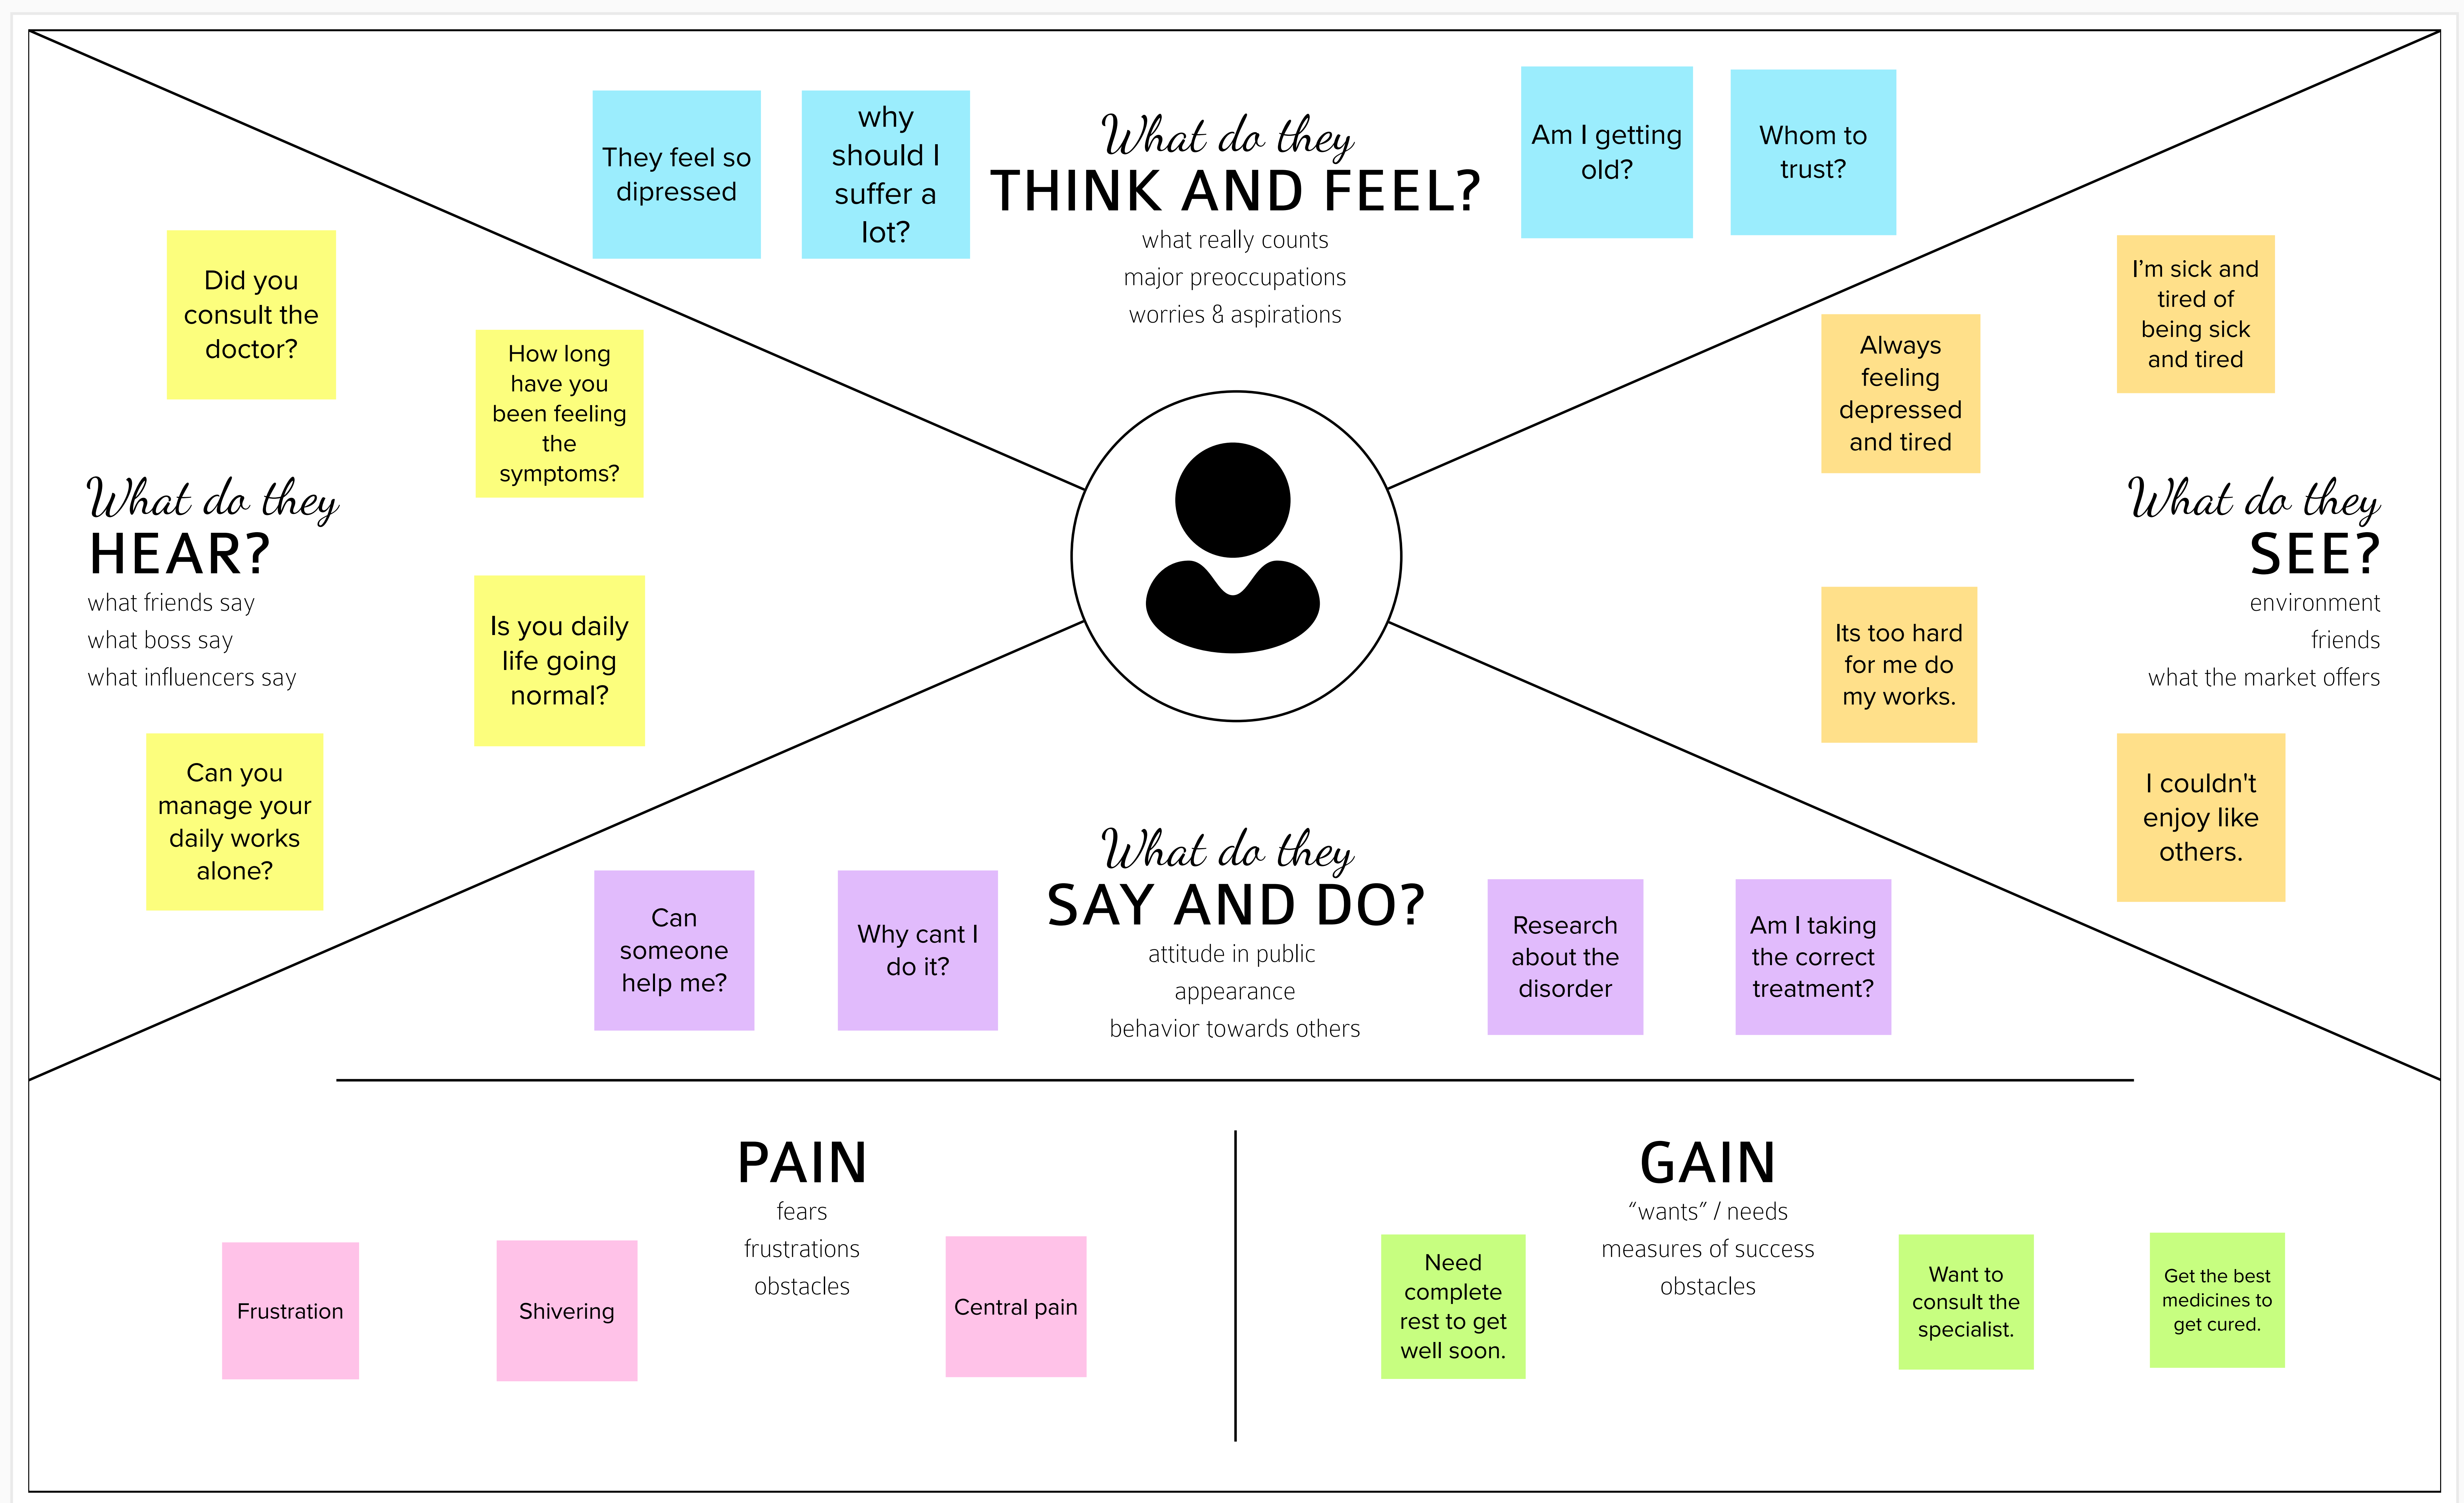 They feel so
dipressed
why
should I
suffer a
lot?
What do they
THINK AND FEEL?
what really counts
major preoccupations
worries & aspirations
Am I getting
old?
Whom to
trust?
Did you
consult the
doctor?
How long
have you
been feeling
the
symptoms?
What do they
HEAR?
what friends say
what boss say
what influencers say
Is you daily
life going
normal?
Can you
manage your
daily works
alone?
I'm sick and
tired of
being sick
and tired
Always
feeling
depressed
and tired
What do they
SEE?
environment
friends
what the market offers
Its too hard
for me do
my works.
I couldn't
enjoy like
others.
Can
someone
help me?
Why cant I
do it?
What do they
SAY AND DO?
attitude in public
appearance
behavior towards others
Research
about the
disorder
Am I taking
the correct
treatment?
PAIN
fears
frustrations
obstacles
Frustration
Shivering
Central pain
GAIN
“wants” / needs
measures of success
obstacles
Need
complete
rest to get
well soon.
Want to
consult the
specialist.
Get the best
medicines to
get cured.